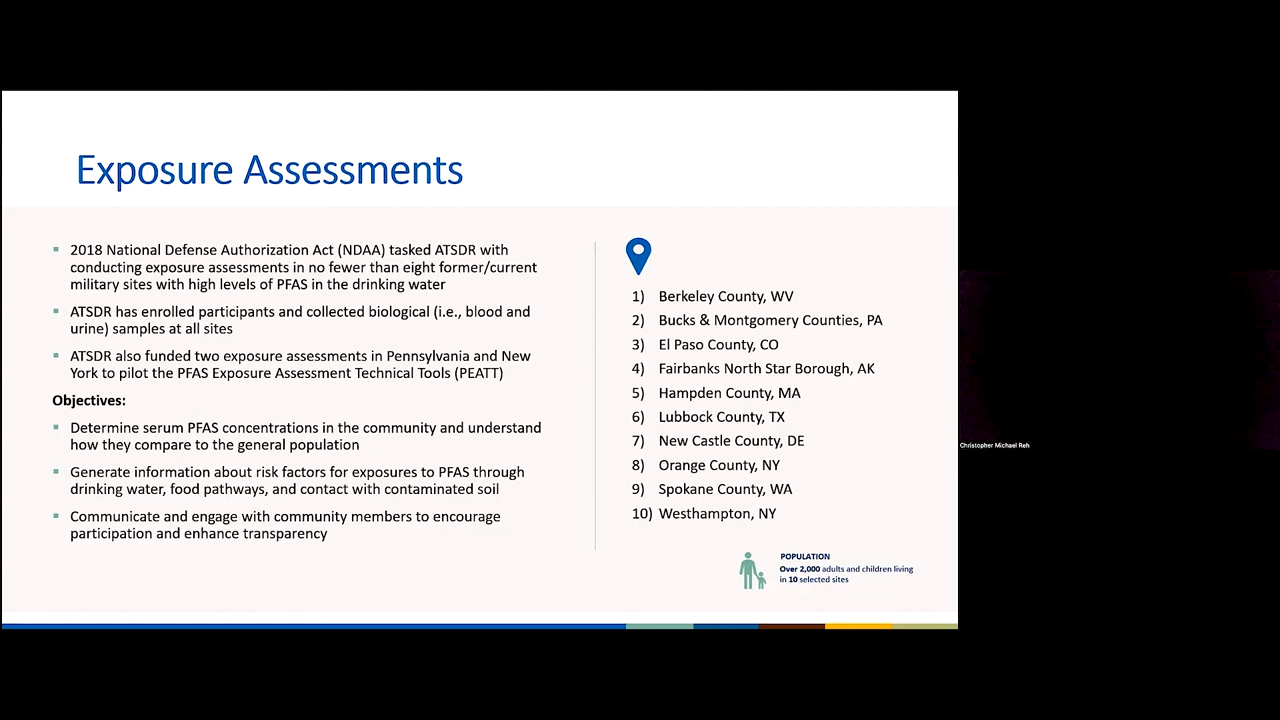 Exposure Assessments
▪ 2018 National Defense Authorization Act (NDAA) tasked ATSDR with
conducting exposure assessments in no fewer than eight former/current
military sites with high levels of PFAS in the drinking water
▪ ATSDR has enrolled participants and collected biological (i.e., blood and
urine) samples at all sites
▪ ATSDR also funded two exposure assessments in Pennsylvania and New
York to pilot the PFAS Exposure Assessment Technical Tools (PEATT)
Objectives:
▪ Determine serum PFAS concentrations in the community and understand
how they compare to the general population
▪ Generate information about risk factors for exposures to PFAS through
drinking water, food pathways, and contact with contaminated soil
▪ Communicate and engage with community members to encourage
participation and enhance transparency
1) Berkeley County, WV
2) Bucks & Montgomery Counties, PA
3) El Paso County, CO
4) Fairbanks North Star Borough, AK
5) Hampden County, MA
6) Lubbock County, TX
7) New Castle County, DE
8) Orange County, NY
9) Spokane County, WA
10) Westhampton, NY
POPULATION
Over 2,000 adults and children living
in 10 selected sites
Christopher Michael Reh